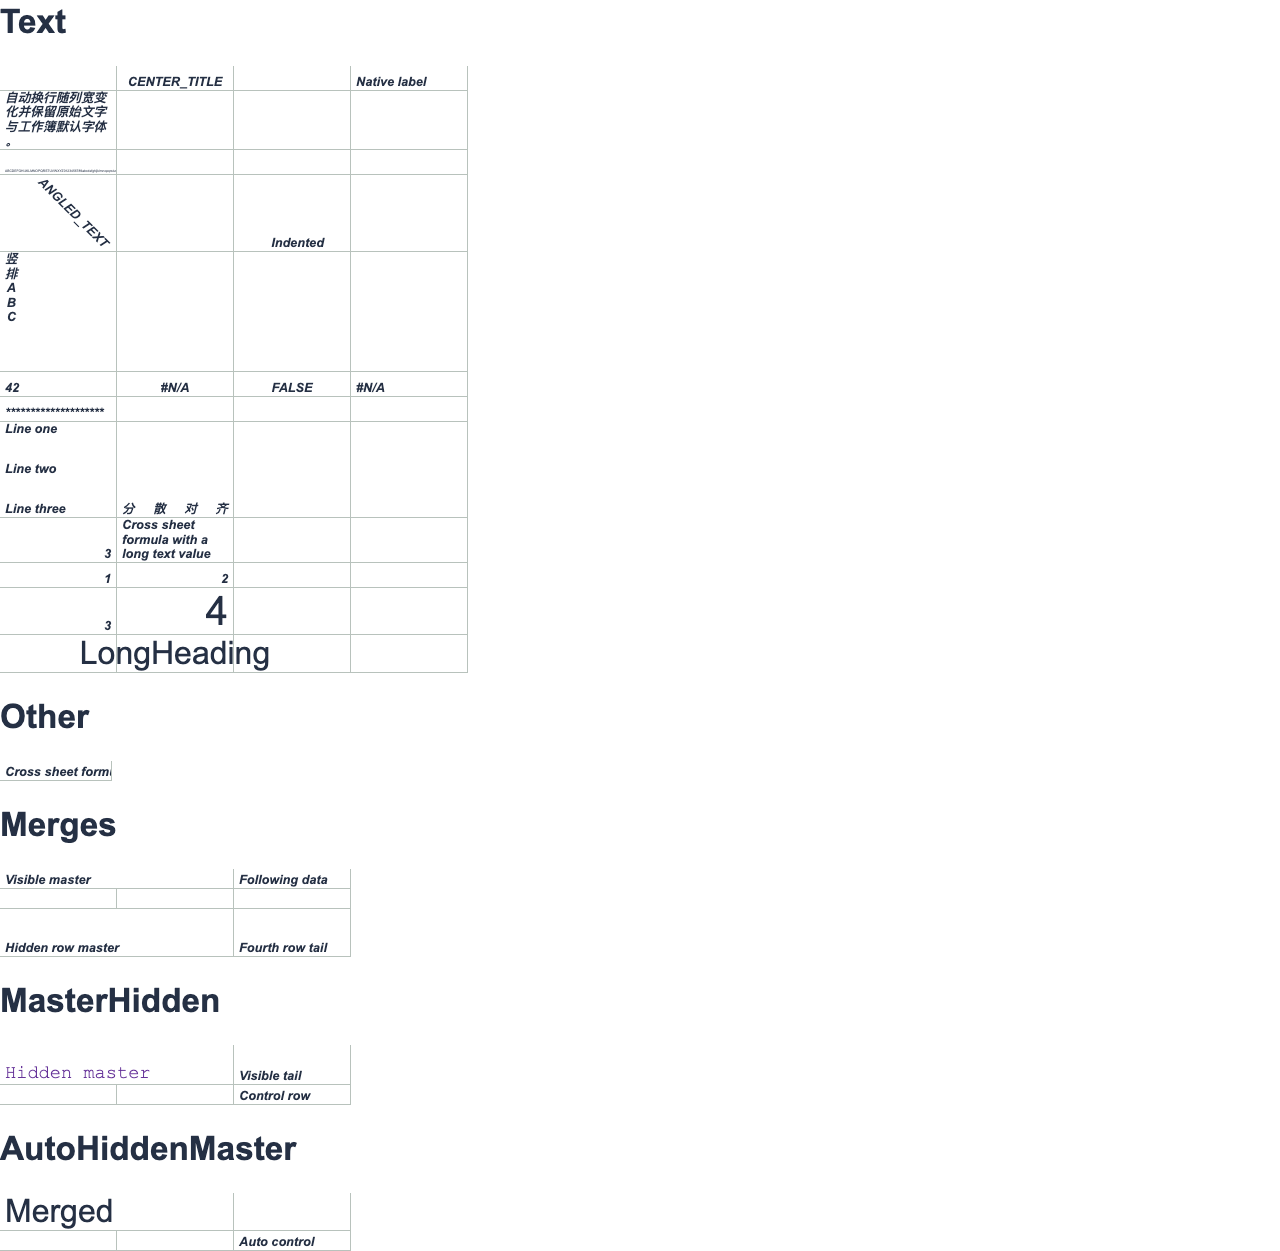 Text
CENTER_TITLE Native label
自动换行随列宽变
化并保留原始文字
与工作簿默认字体
。
ANGLED_TEXT
Indented
竖
排
A
B
C
42 #N/A FALSE #N/A
********************
Line one
Line two
Line three 分 散 对 齐
Cross sheet
formula with a
3 long text value
1 2
3 4
LongHeading
Other
Cross sheet form
Merges
Visible master Following data
Hidden row master Fourth row tail
MasterHidden
Hidden master Visible tail
Control row
AutoHiddenMaster
Merged
Auto control